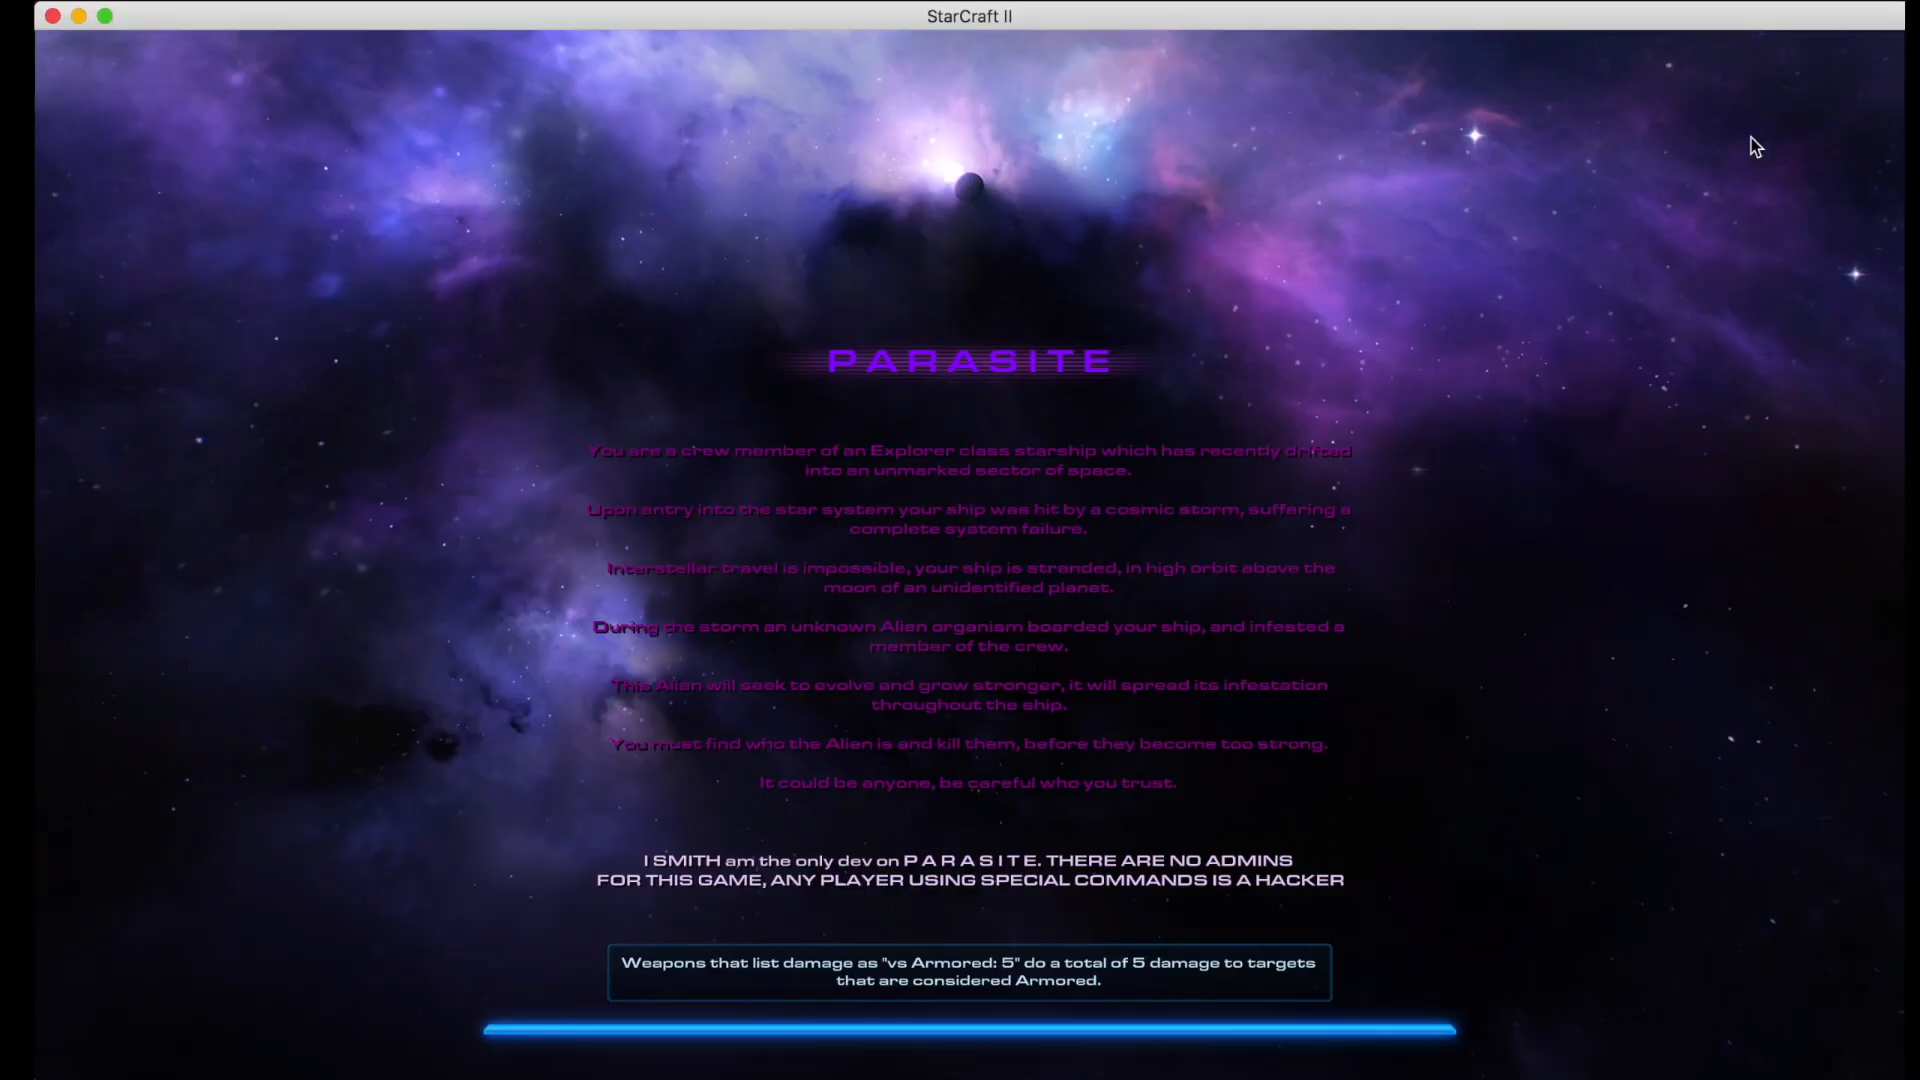 StarCraft II
PARASITE
You are a crew member of an Explorer class starship which has recently drifted
into an unmarked sector of space.
Upon entry into the star system your ship was hit by a cosmic storm, suffering a
complete system failure.
Interstellar travel is impossible, your ship is stranded, in high orbit above the
moon of an unidentified planet.
During the storm an unknown Alien organism boarded your ship, and infested a
member of the crew.
This Alien will seek to evolve and grow stronger, it will spread its infestation
throughout the ship.
You must find who the Alien is and kill them, before they become too strong.
It could be anyone, be careful who you trust.
I SMITH am the only dev on P A R A S I T E. THERE ARE NO ADMINS
FOR THIS GAME, ANY PLAYER USING SPECIAL COMMANDS IS A HACKER
Weapons that list damage as "vs Armored: 5" do a total of 5 damage to targets
that are considered Armored.